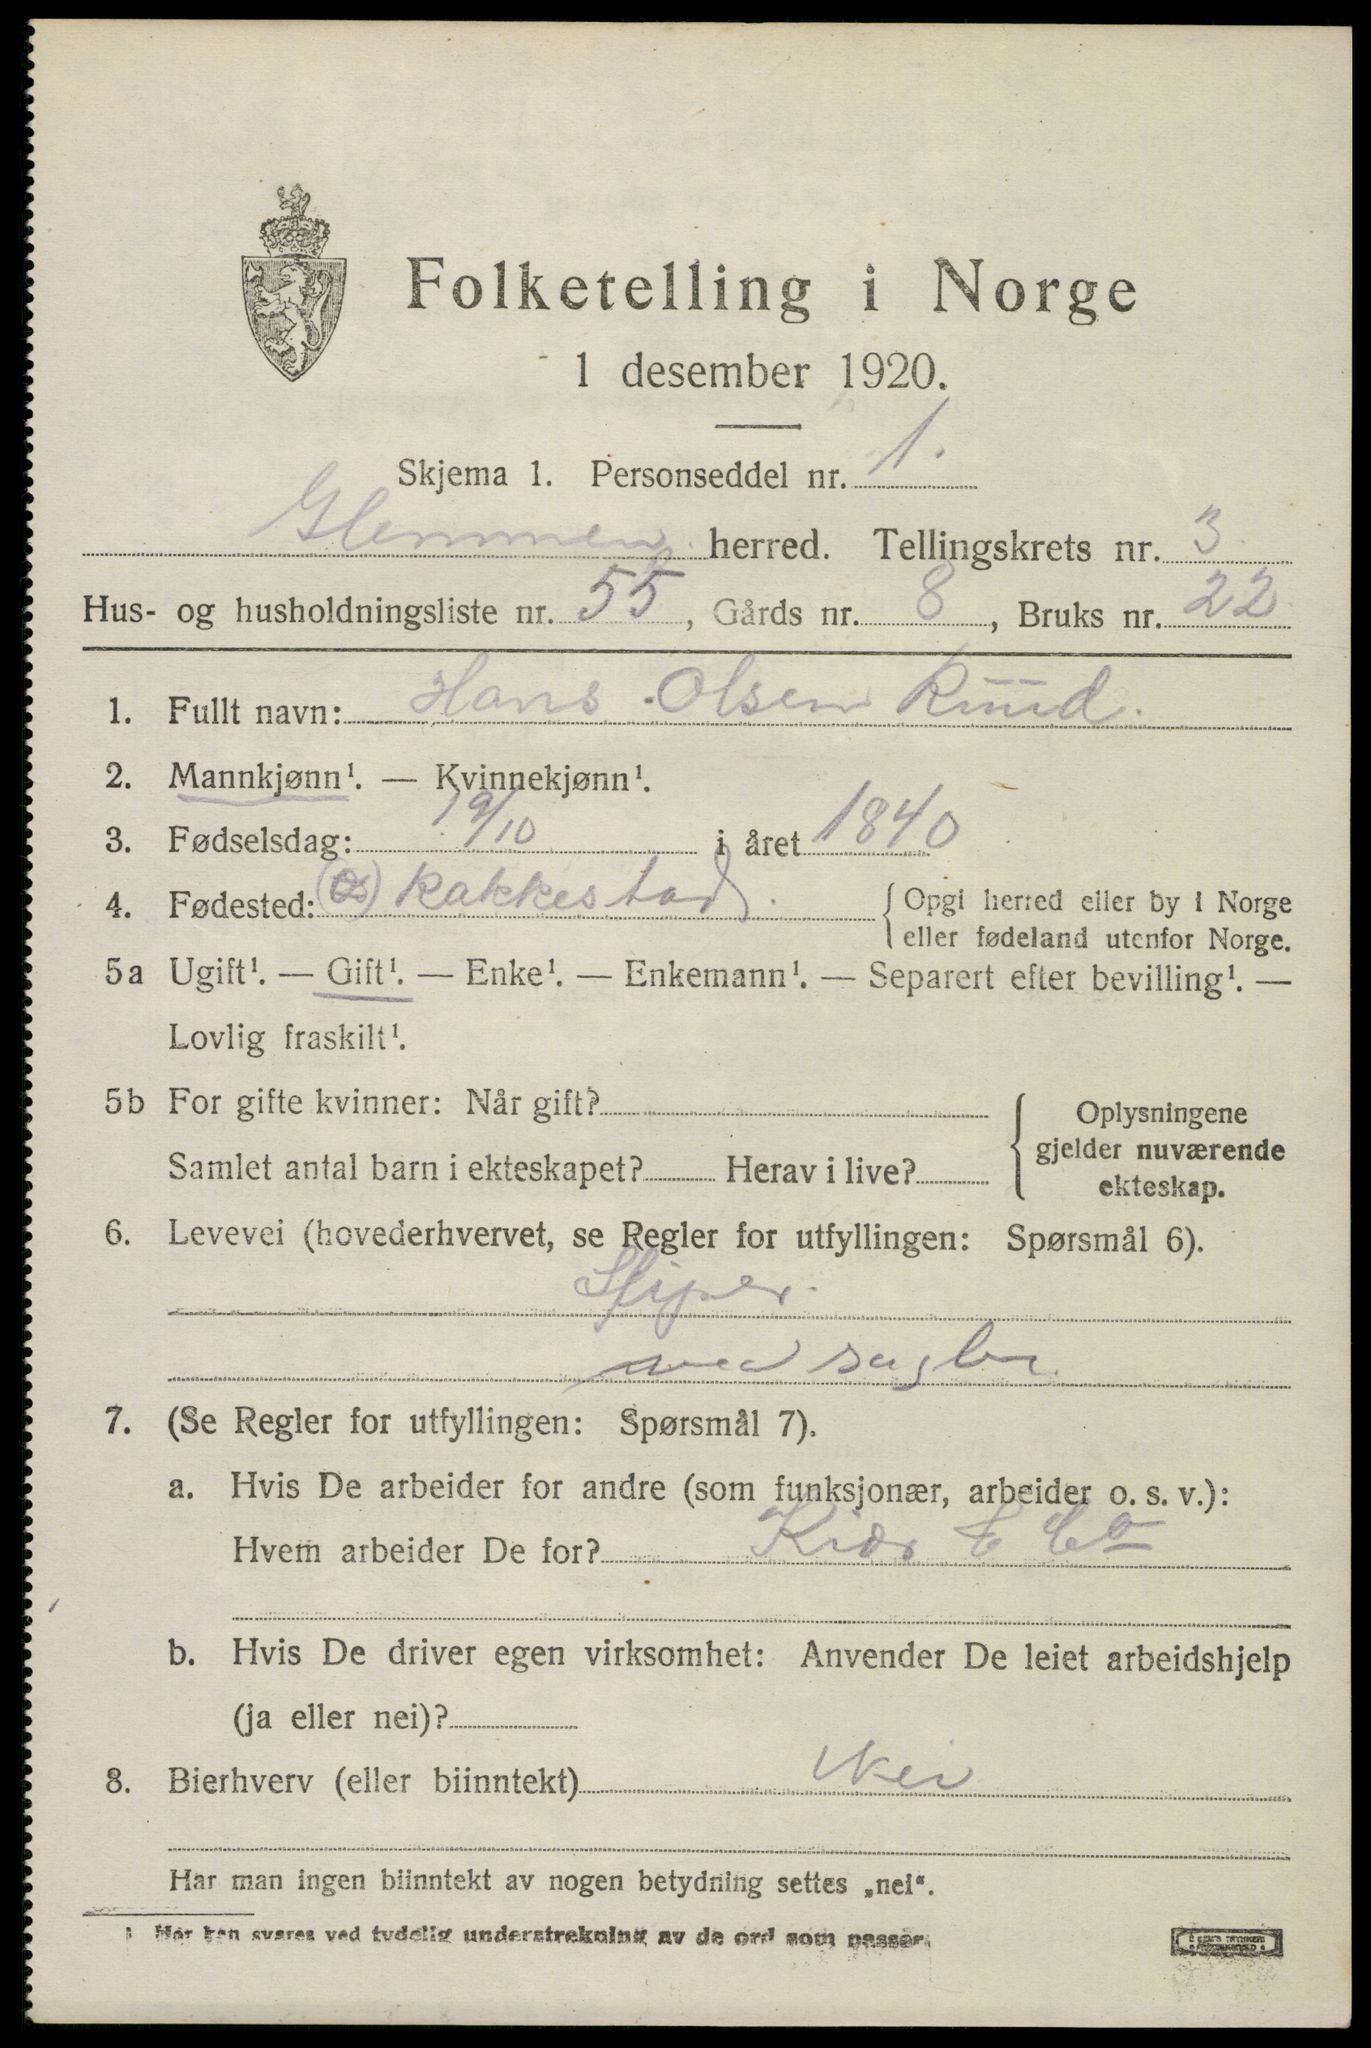 Folketelling i Norge
1 desember 1920.
Skjema 1. Personseddel nr. 1.
Glemmen herred. Tellingskrets nr. 3
Hus- og husholdningsliste nr. 55, Gårds nr. 8, Bruks nr. 22
1. Fullt navn: Hans Olsen Ruud.
2. Mannkjønn¹. — Kvinnekjønn¹.
3. Fødselsdag: 19/10 i året 1840
4. Fødested: (Os) Rakkestad. { Opgi herred eller by i Norge
eller fødeland utenfor Norge.
5a Ugift¹. — Gift¹. — Enke¹. — Enkemann¹. — Separert efter bevilling¹. —
Lovlig fraskilt¹.
5b For gifte kvinner: Når gift?
Samlet antal barn i ekteskapet? Herav i live?
Oplysningene
gjelder nuværende
ekteskap.
6. Levevei (hovederhvervet, se Regler for utfyllingen: Spørsmål 6).
Sliper.
ved sagbr
7. (Se Regler for utfyllingen: Spørsmål 7).
a. Hvis De arbeider for andre (som funksjonær, arbeider o. s. v.):
Hvem arbeider De for? Kiær & Co
b. Hvis De driver egen virksomhet: Anvender De leiet arbeidshjelp
(ja eller nei)?
8. Bierhverv (eller biinntekt) Nei
Har man ingen biinntekt av nogen betydning settes „nei“.
¹ Her kan svares ved tydelig understrekning av de ord som passer.